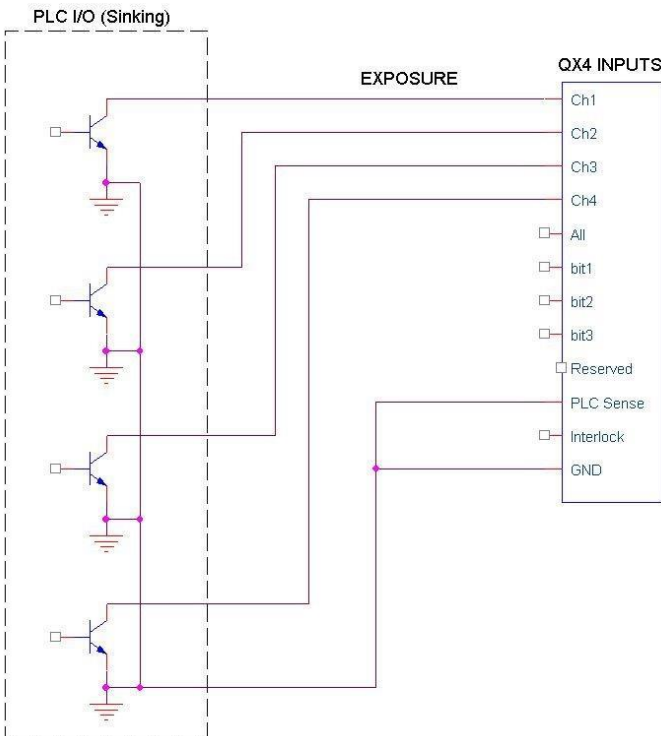 PLC I/O (Sinking)
QX4 INPUTS
EXPOSURE
Ch1
Ch2
Ch3
Ch4
All
bit1
bit2
bit3
Reserved
PLC Sense
Interlock
GND